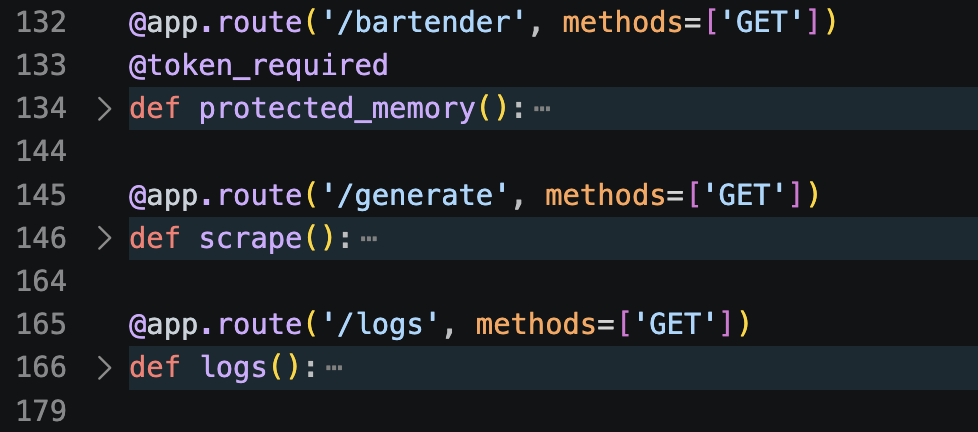 132 @app.route('/bartender', methods=['GET'])
133 @token_required
134 > def protected_memory(): ⋯
144
145 @app.route('/generate', methods=['GET'])
146 > def scrape(): ⋯
164
165 @app.route('/logs', methods=['GET'])
166 > def logs(): ⋯
179